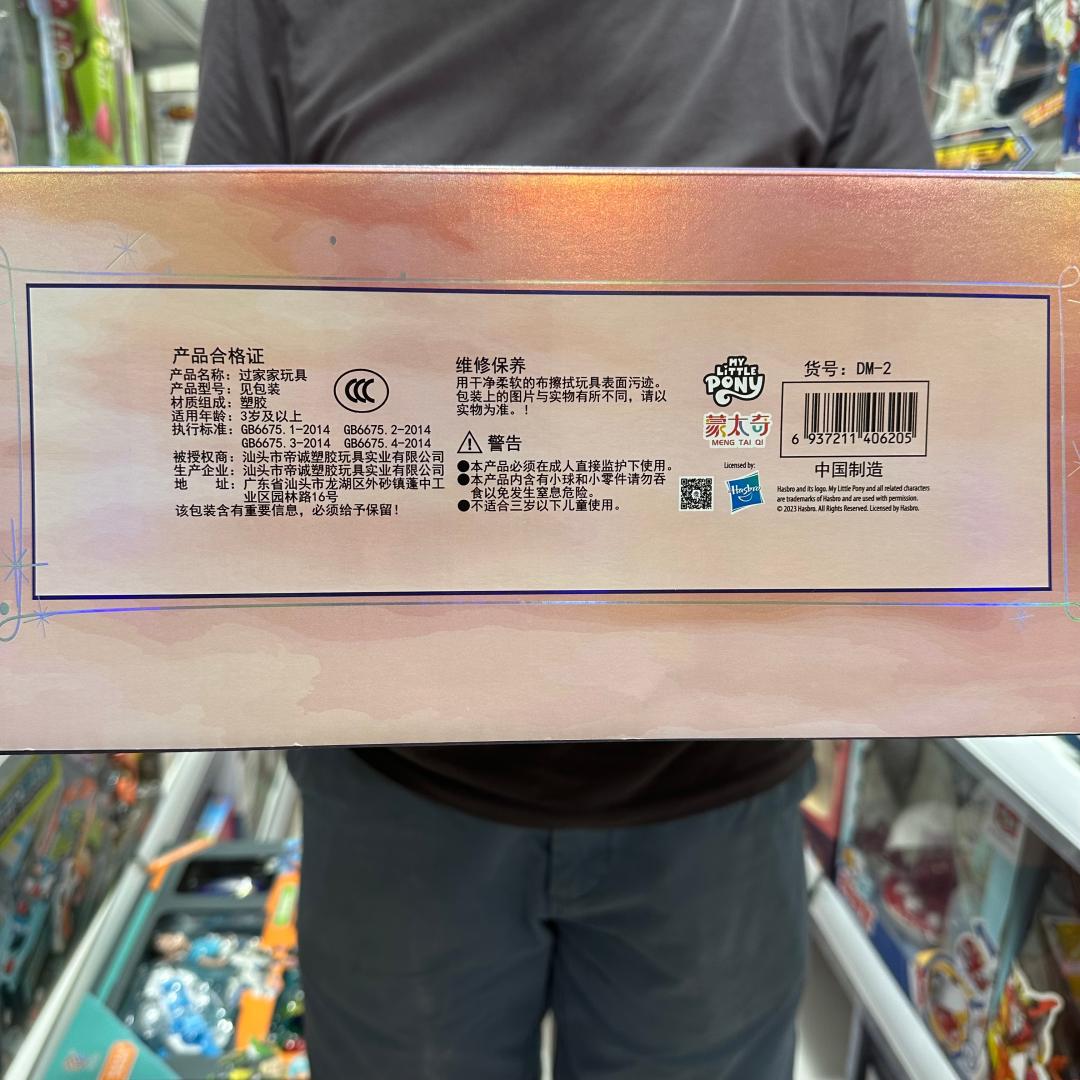 产品合格证
产品名称：过家家玩具
产品型号：见包装
材质组成：塑胶
适用年龄：3岁及以上
执行标准：GB6675.1-2014 GB6675.2-2014
GB6675.3-2014 GB6675.4-2014
被授权商：汕头市帝诚塑胶玩具实业有限公司
生产企业：汕头市帝诚塑胶玩具实业有限公司
地 址：广东省汕头市龙湖区外砂镇蓬中工
业区园林路16号
该包装含有重要信息，必须给予保留！
CCC
维修保养
用干净柔软的布擦拭玩具表面污迹。
包装上的图片与实物有所不同，请以
实物为准。！
警告
●本产品必须在成人直接监护下使用。
●本产品内含有小球和小零件请勿吞
食以免发生窒息危险。
●不适合三岁以下儿童使用。
MY
LITTLE
PONY
蒙太奇
MENG TAI QI
Licensed by:
Hasbro
货号：DM-2
6 937211 406205
中国制造
Hasbro and its logo. My Little Pony and all related characters
are trademarks of Hasbro and are used with permission.
© 2023 Hasbro. All Rights Reserved. Licensed by Hasbro.